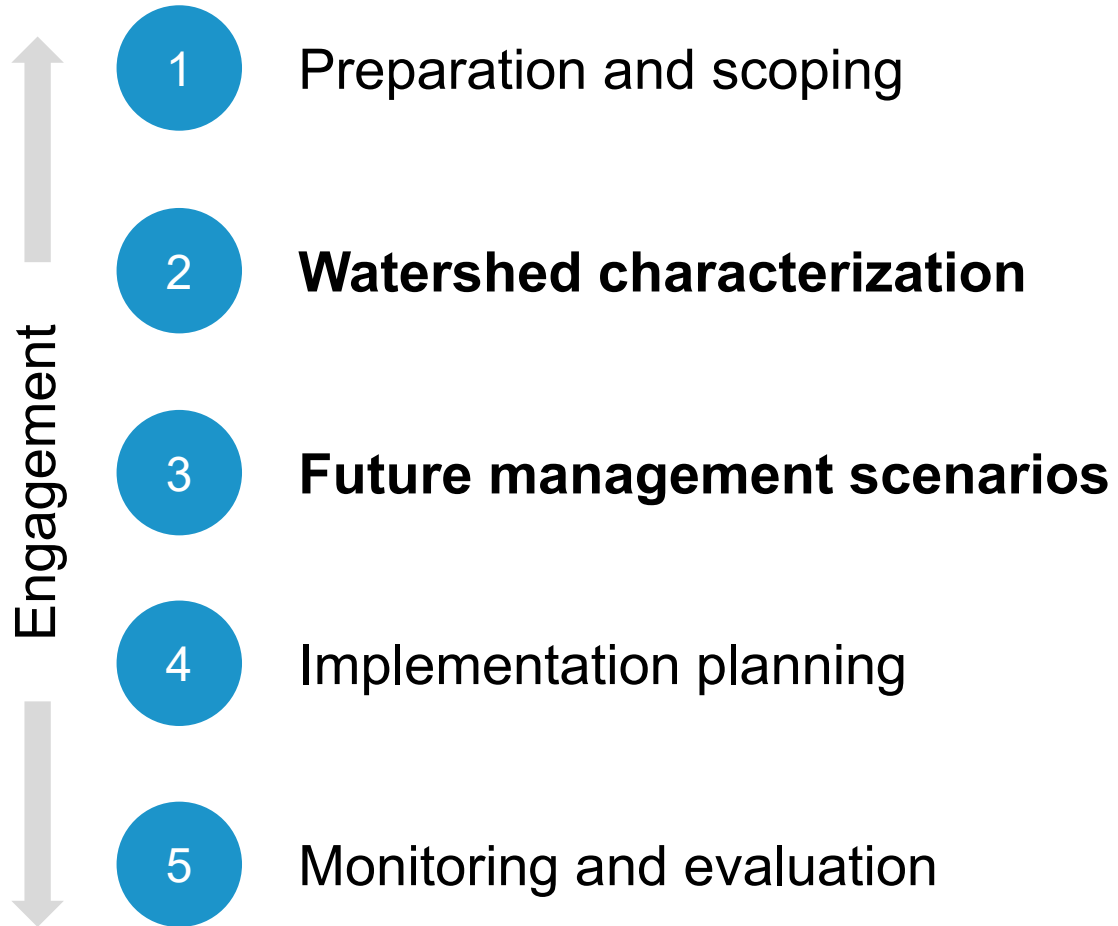 Engagement
1 Preparation and scoping
2 Watershed characterization
3 Future management scenarios
4 Implementation planning
5 Monitoring and evaluation